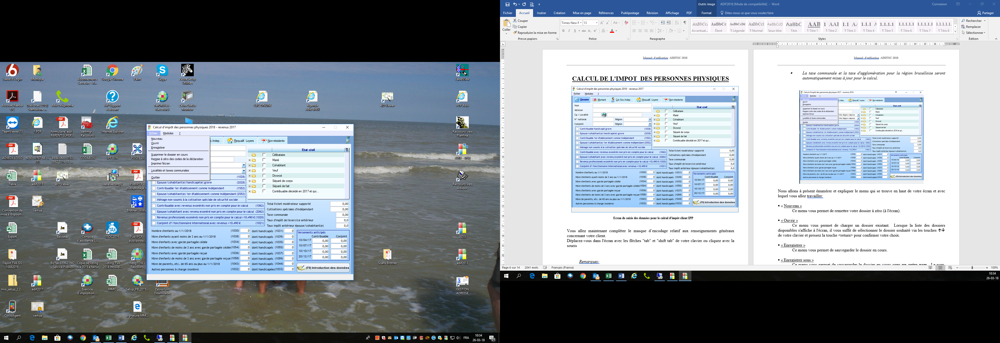 Isabel 6 Login
Monique
Abonnements Serveurs - R...
Google Chrome
Paint
Skype
Zebra Setup Utilities
LabelView
Acrobat Reader DC
[Belcotax 2015] Standalone ...
Adix Téléphonie
HP Support Assistant
TaxOnWeb - Raccourci
Zebra Status Monitor
CBC ONLINE
Agenda Adix-BHSI
eID Viewer
FTP Adix
TeamViewer 13
1.PDF
formulaire1asbl - PARENT SUPER...
certmgr - Raccourci
Internet Explorer
Raccourci vers Planfina
ADIBOX LOGO
6050-WIN7-64-... (1)
BE64 0689 0183 0952 2016-08-...
CODABOX
IPP2016
POSTE 20
ADIX - BNB
Table
adif2018
eID Viewer
isabelsecurity2
Pub IPCF - publipostage
Raccourci vers Adixsoc
Convention de mise à dispositi...
certisa
Brother Utilities
Export
Belcotax
Console d'assistance L...
ISOC2016
Pub IPCF - publiposta...
ADIX
Dépôt TVA GG 10082016
BizTax 3.0.6.23562 - Service Public...
Copie de listing tva 2015 a fair...
Listing TVA 2014-nouvel...
ReogTOW - Raccourci
Scans Brother
adif2013
mio_setup_2.2....
adif2017
Exercice d'imposition ...
MMO
Setup_PB_2015...
Zebra Font Downloader
GESTION ADRESSE
CycloAgent
certisa
signature-MM...
Calcul d'impôt des personnes physiques 2018 - revenus 2017
Fichier Modules ?
Nouveau
Ouvrir
Enregistrer
Supprimer le dossier en cours
Remise à zéro des codes de la déclaration
Imprime l'écran
Localités et taxes communales
Quitter
oc.Indep. Requalif. Loyers Non-résidents
Etat civil
Célibataire
Marié
Cohabitant
Veuf
Divorcé
Séparé de corps
Séparé de fait
Contribuable décédé en 2017 et qui...
(1028)
Epouse/cohabitant(e) handicapé(e) grave (2028)
Contribuable 1er établissement comme indépendant (1552)
Epouse/cohabitant(e) 1er établissement comme indépendant (2552)
Ménage non-soumis à la cotisation spéciale de sécurité sociale
Contribuable avec revenus exonérés non pris en compte pour le calcul (1062)
Epouse/cohabitant avec revenu exonéré non pris en compte pour le calcul (2062)
Revenus professionels exonérés non pris en compte pour le calcul >10.490 € (1020)
Conjoint d'1 fonctionnaire international avec revenus >10.490 € (1021)
Total ticket modérateur supporté 0,00
Cotisations spéciales d'indépendant 0,00
Taxe communale 0,00
Taux d'impôt de l'exercice antérieur 0,0
Taux impôt antérieur épouse/cohabitant(e) 0,0
Nombre d'enfants au 1/1/2018 (1030) 0 dont handicapés (1031) 0
Nbre d'enfants ayant moins de 3 ans au 1/1/2018 (1038) 0 dont handicapés (1039) 0
Nbre d'enfants avec garde partagée cédée (1034) 0 dont handicapés (1035) 0
Nbre d'enfants de moins de 3 ans avec garde partagée cédée(1054) 0 dont handicapés (1055) 0
Nbre d'enfants avec garde partagée reçue (1036) 0 dont handicapés (1037) 0
Nbre d'enfants de moins de 3 ans avec garde partagée reçue(1058) 0 dont handicapés (1059) 0
Nbre de parents, etc. de 65 ans ou plus au 1/1/2018 (1043) 0 dont handicapés (1044) 0
Autres personnes à charge (nombre) (1032) 0 dont handicapées(1033) 0
Versements anticipés
Contribuable Conjoint
10/04/17 0,00 0,00
10/07/17 0,00 0,00
10/10/17 0,00 0,00
20/12/17 0,00 0,00
(F9) Introduction des données
FRA
10:34
26-03-18
21
ADIF2018 [Mode de compatibilité] - Word
Outils Image
Connexion
Fichier Accueil Insérer Création Mise en page Références Publipostage Révision Affichage PDF Format Dites-nous ce que vous voulez faire Partager
Coller
Couper
Copier
Reproduire la mise en forme
Presse-papiers
Times New F 13
Police
Paragraphe
Accentuat... Élevé ¶ Légende ¶ Normal Sous-titre Titre ¶ Titre 1 ¶ Titre 2 ¶ Titre 3 ¶ Titre 4 ¶ Titre 5 ¶ Titre 6 ¶ Titre 7 ¶ Titre 8
Styles
Rechercher
Remplacer
Sélectionner
Édition
Manuel d'utilisation -ADIFISC 2018
CALCUL DE L'IMPOT DES PERSONNES PHYSIQUES
Calcul d'impôt des personnes physiques 2018 - revenus 2017
Fichier Modules ?
Dossier Montant Cot.Soc.Indep. Requalif. Loyers Non-résidents
Nom
Adresse
Cp / Localité
N° national Région
Conjoint Région
Etat civil
Célibataire
Marié
Cohabitant
Veuf
Divorcé
Séparé de corps
Séparé de fait
Contribuable décédé en 2017 et qui...
Contribuable handicapé grave (1028)
Epouse/cohabitant(e) handicapé(e) grave (2028)
Contribuable 1er établissement comme indépendant (1552)
Epouse/cohabitant(e) 1er établissement comme indépendant (2552)
Ménage non-soumis à la cotisation spéciale de sécurité sociale
Contribuable avec revenus exonérés non pris en compte pour le calcul (1062)
Epouse/cohabitant avec revenu exonéré non pris en compte pour le calcul (2062)
Revenus professionels exonérés non pris en compte pour le calcul >10.490 € (1020)
Conjoint d'1 fonctionnaire international avec revenus >10.490 € (1021)
Total ticket modérateur supporté 0,00
Cotisations spéciales d'indépendant 0,00
Taxe communale 0,00
Taux d'impôt de l'exercice antérieur 0,0
Taux impôt antérieur épouse/cohabitant(e) 0,0
Nombre d'enfants au 1/1/2018 (1030) 0 dont handicapés (1031) 0
Nbre d'enfants ayant moins de 3 ans au 1/1/2018 (1038) 0 dont handicapés (1039) 0
Nbre d'enfants avec garde partagée cédée (1034) 0 dont handicapés (1035) 0
Nbre d'enfants de moins de 3 ans avec garde partagée cédée(1054) 0 dont handicapés (1055) 0
Nbre d'enfants avec garde partagée reçue (1036) 0 dont handicapés (1037) 0
Nbre d'enfants de moins de 3 ans avec garde partagée reçue(1058) 0 dont handicapés (1059) 0
Nbre de parents, etc. de 65 ans ou plus au 1/1/2018 (1043) 0 dont handicapés (1044) 0
Autres personnes à charge (nombre) (1032) 0 dont handicapées(1033) 0
Versements anticipés
Contribuable Conjoint
10/04/17 0,00 0,00
10/07/17 0,00 0,00
10/10/17 0,00 0,00
20/12/17 0,00 0,00
(F9) Introduction des données
Ecran de saisie des données pour le calcul d'impôt client IPP
Vous allez maintenant compléter le masque d'encodage relatif aux renseignements généraux
concernant votre client.
Déplacez-vous dans l'écran avec les flèches "tab" et "shift tab" de votre clavier ou cliquez avec la
souris
Remarques:
Manuel d'utilisation -ADIFISC 2018
▪ La taxe communale et la taxe d'agglomération pour la région bruxelloise seront
automatiquement mises à jour pour le calcul.
Calcul d'impôt des personnes physiques 2017 - revenus 2016
Nous allons à présent énumérer et expliquer le menu qui se trouve en haut de votre écran et avec
lequel vous allez travailler:
▪ « Nouveau »
Ce menu vous permet de remettre votre dossier à zéro (à l'écran).
▪ « Ouvrir »
Ce menu vous permet de charger un dossier existant. Lorsque la liste des dossiers
disponibles s'affiche à l'écran, il vous suffit de sélectionner le dossier souhaité via les touches ↑↓
de votre clavier et pressez la touche <return> pour confirmer votre choix.
▪ « Enregistrer »
Ce menu vous permet de sauvegarder le dossier en cours.
▪ « Enregistrer sous »
Ce menu vous permet de sauvegarder le dossier en cours sous un autre nom. Le nom
Page 6 sur 14 2041 mots Français (France) 100%
10:34
26-03-18